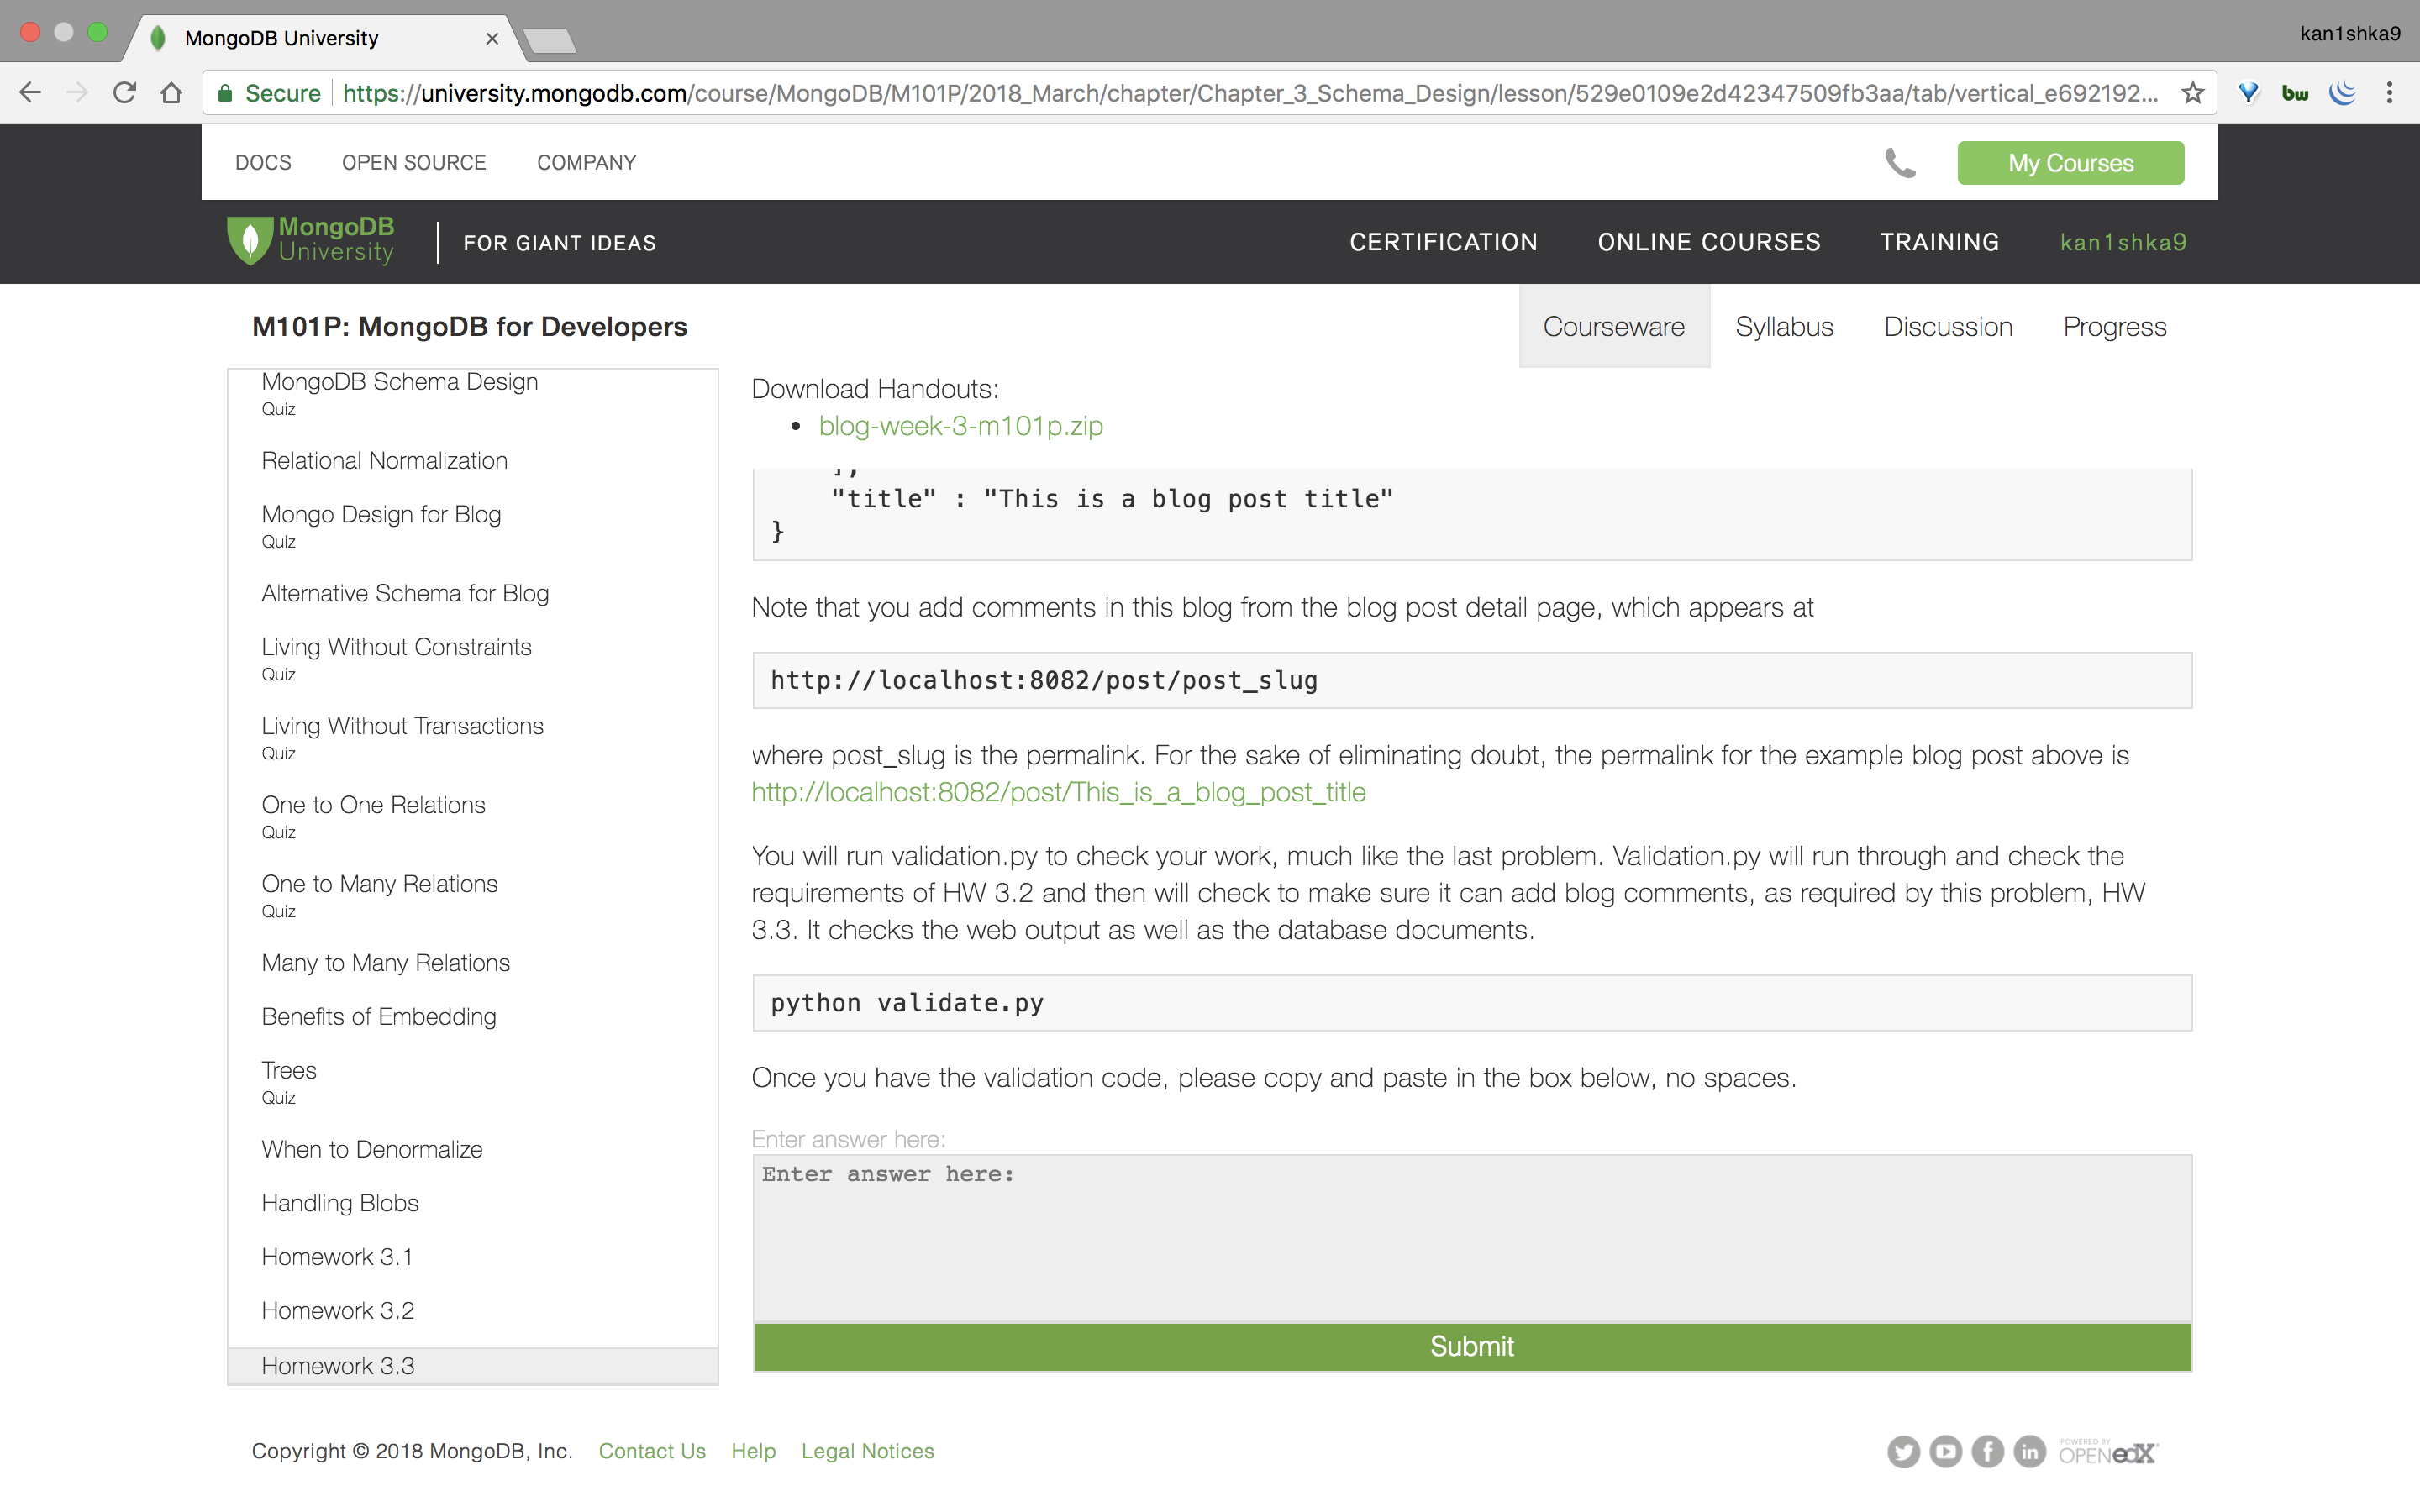 MongoDB University
kan1shka9
Secure https://university.mongodb.com/course/MongoDB/M101P/2018_March/chapter/Chapter_3_Schema_Design/lesson/529e0109e2d42347509fb3aa/tab/vertical_e692192...
bw
DOCS OPEN SOURCE COMPANY
My Courses
MongoDB
University
FOR GIANT IDEAS
CERTIFICATION ONLINE COURSES TRAINING kan1shka9
M101P: MongoDB for Developers
Courseware Syllabus Discussion Progress
MongoDB Schema Design
Quiz
Relational Normalization
Mongo Design for Blog
Quiz
Alternative Schema for Blog
Living Without Constraints
Quiz
Living Without Transactions
Quiz
One to One Relations
Quiz
One to Many Relations
Quiz
Many to Many Relations
Benefits of Embedding
Trees
Quiz
When to Denormalize
Handling Blobs
Homework 3.1
Homework 3.2
Homework 3.3
Download Handouts:
• blog-week-3-m101p.zip
],
"title" : "This is a blog post title"
}
Note that you add comments in this blog from the blog post detail page, which appears at
http://localhost:8082/post/post_slug
where post_slug is the permalink. For the sake of eliminating doubt, the permalink for the example blog post above is
http://localhost:8082/post/This_is_a_blog_post_title
You will run validation.py to check your work, much like the last problem. Validation.py will run through and check the
requirements of HW 3.2 and then will check to make sure it can add blog comments, as required by this problem, HW
3.3. It checks the web output as well as the database documents.
python validate.py
Once you have the validation code, please copy and paste in the box below, no spaces.
Enter answer here:
Enter answer here:
Submit
Copyright © 2018 MongoDB, Inc. Contact Us Help Legal Notices
POWERED BY
OPEN edX